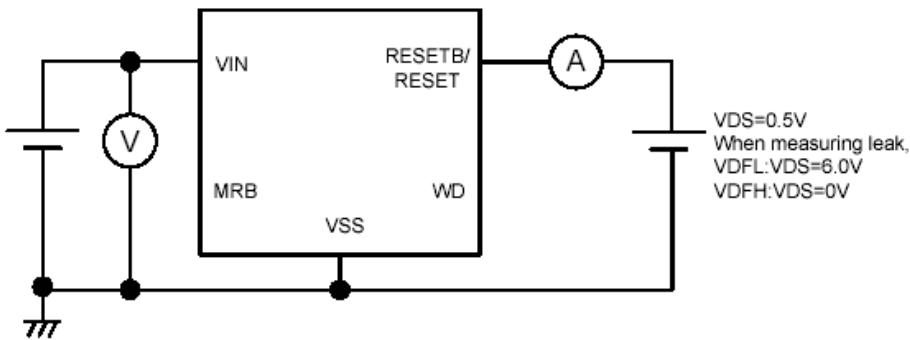 VIN
RESETB/
RESET
A
V
VDS=0.5V
When measuring leak,
VDFL:VDS=6.0V
VDFH:VDS=0V
MRB
WD
VSS